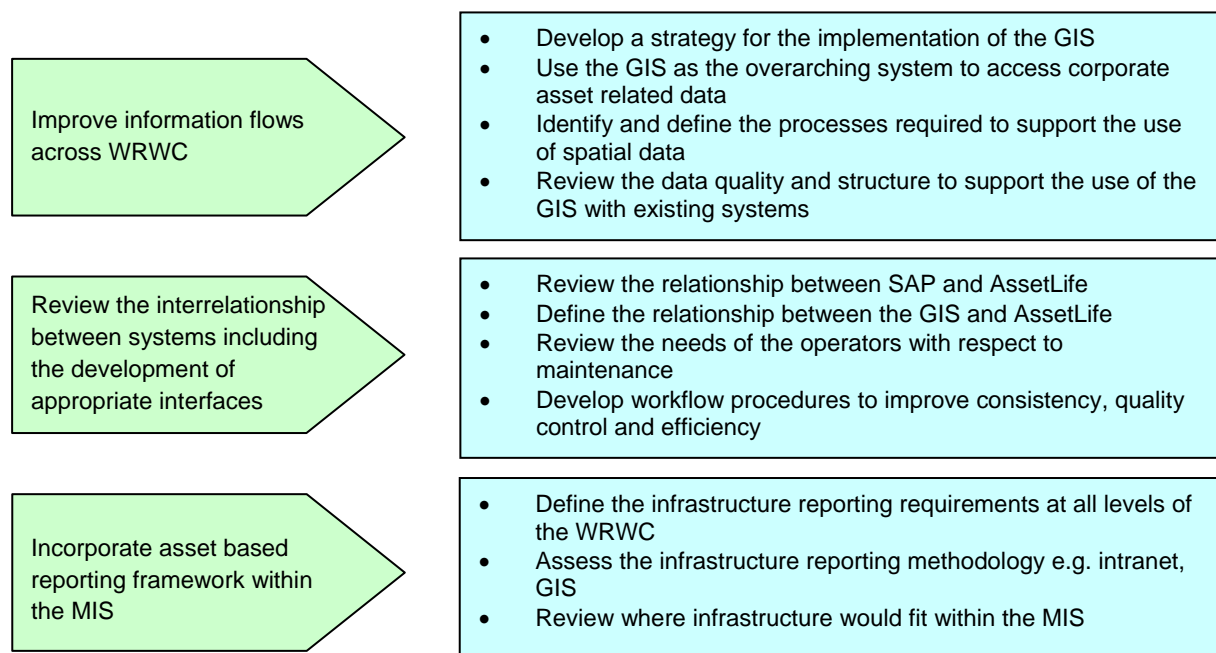 Improve information flows
across WRWC
• Develop a strategy for the implementation of the GIS
• Use the GIS as the overarching system to access corporate
asset related data
• Identify and define the processes required to support the use
of spatial data
• Review the data quality and structure to support the use of the
GIS with existing systems
Review the interrelationship
between systems including
the development of
appropriate interfaces
• Review the relationship between SAP and AssetLife
• Define the relationship between the GIS and AssetLife
• Review the needs of the operators with respect to
maintenance
• Develop workflow procedures to improve consistency, quality
control and efficiency
Incorporate asset based
reporting framework within
the MIS
• Define the infrastructure reporting requirements at all levels of
the WRWC
• Assess the infrastructure reporting methodology e.g. intranet,
GIS
• Review where infrastructure would fit within the MIS